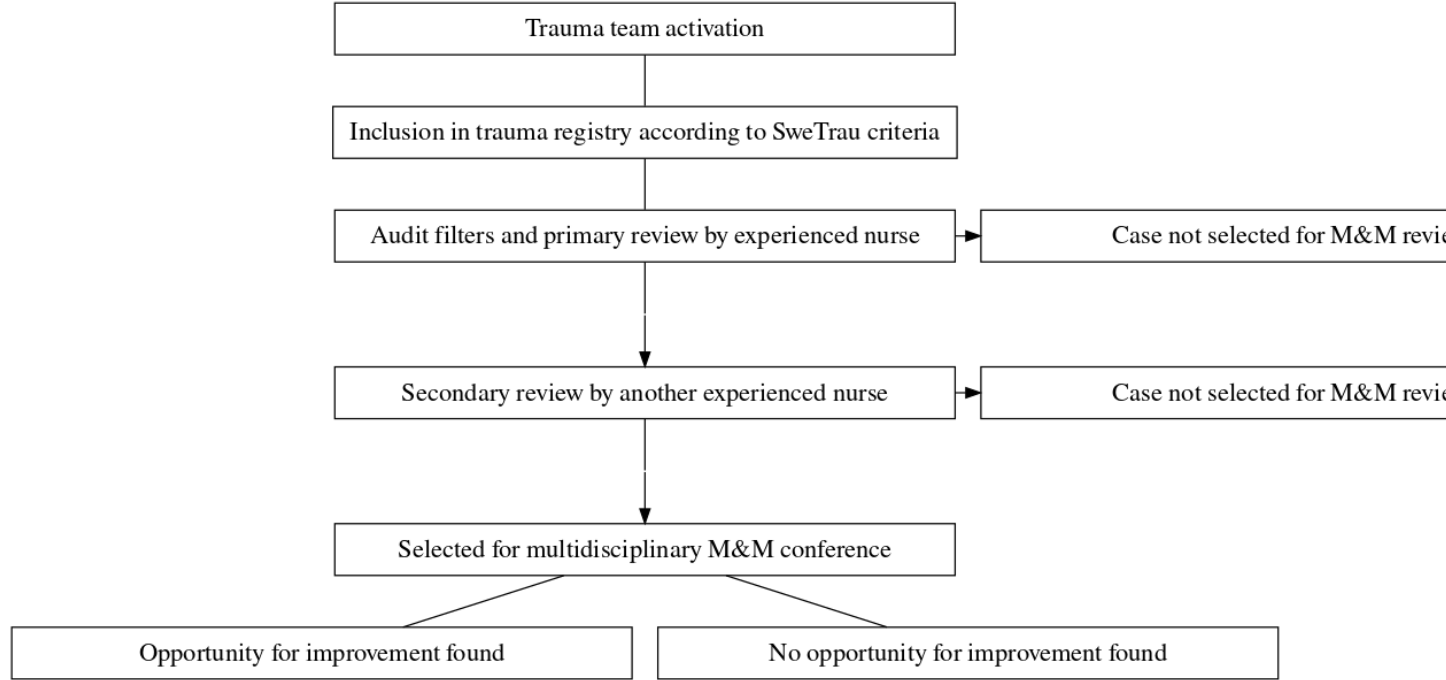 Trauma team activation
Inclusion in trauma registry according to SweTrau criteria
Audit filters and primary review by experienced nurse
Case not selected for M&M
Secondary review by another experienced nurse
Case not selected for M&M
Selected for multidisciplinary M&M conference
Opportunity for improvement found
No opportunity for improvement found